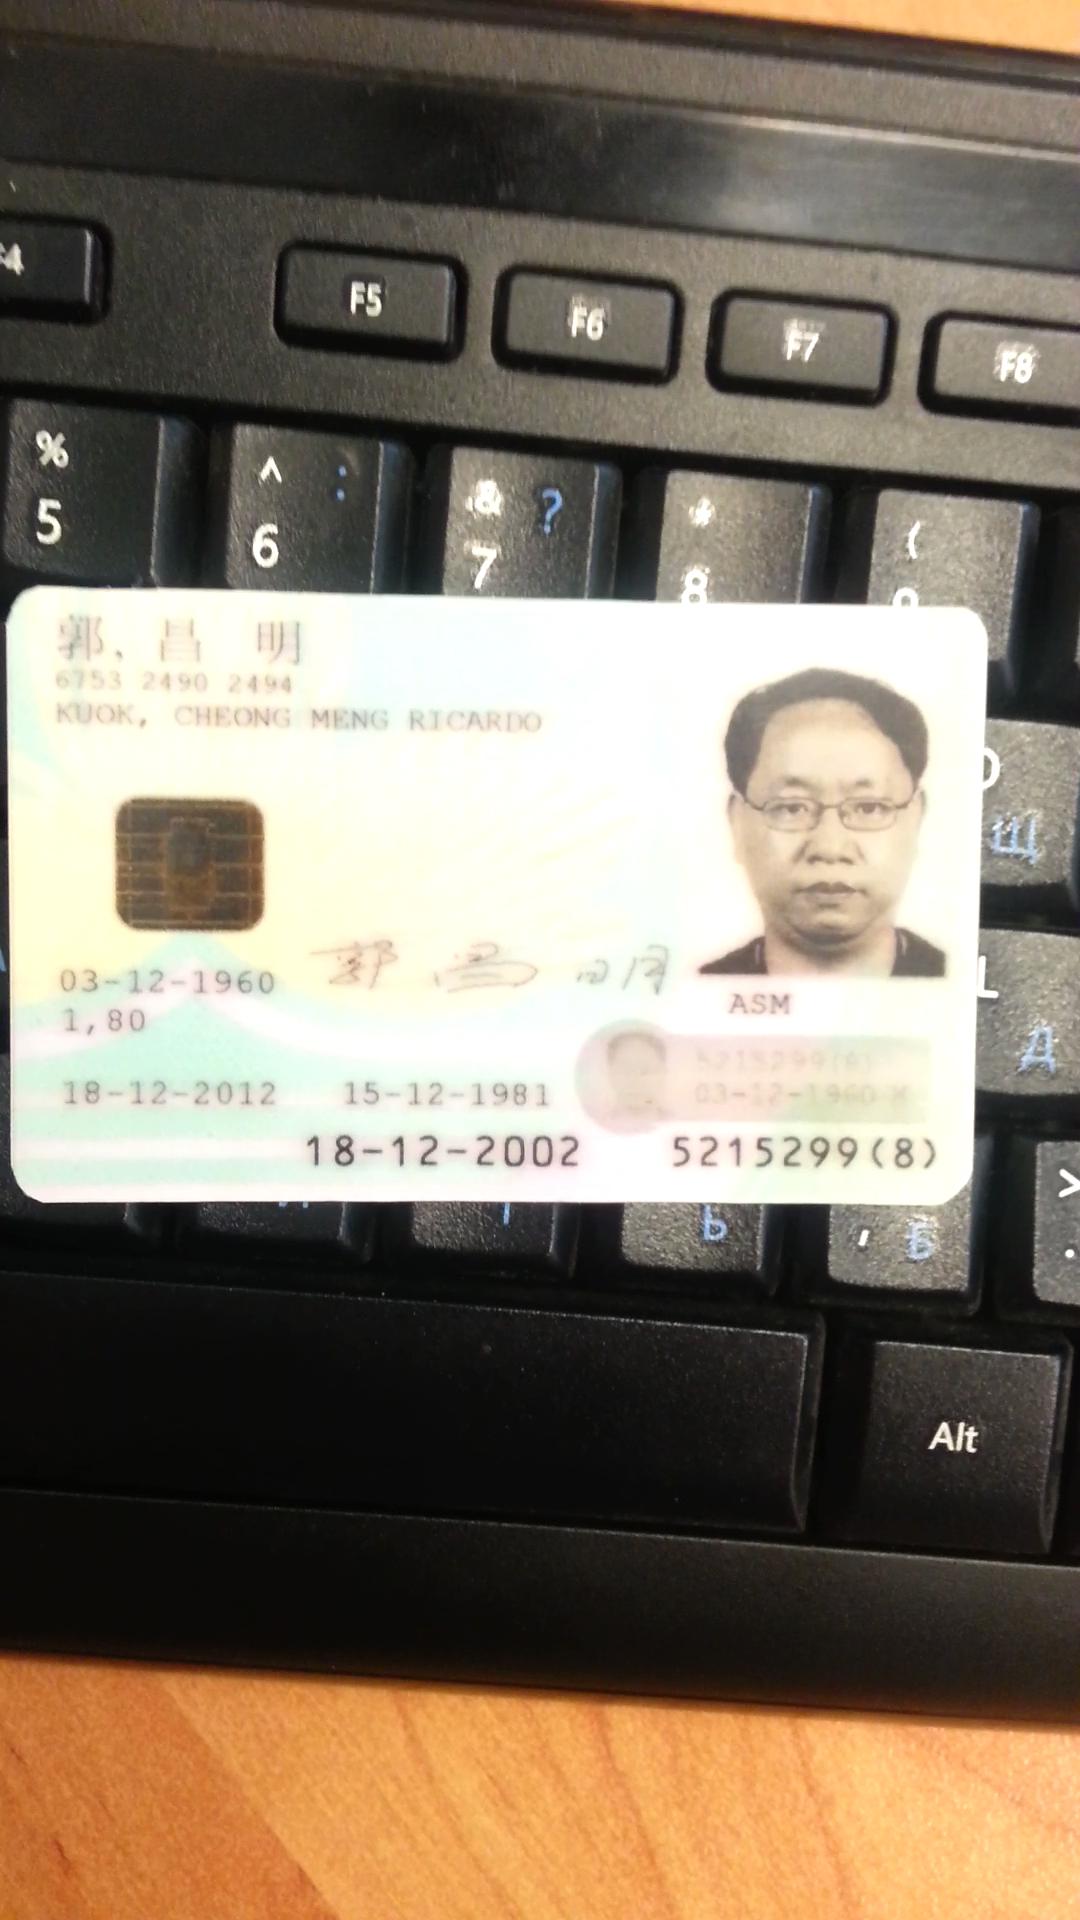 F4 F5 F6 F7 F8
% ^ : & ? * (
5 6 7 8
郭, 昌 明
6753 2490 2494
KUOK, CHEONG MENG RICARDO
Щ
03-12-1960
郭 昌 明
L
1,80
ASM
Д
5215299(8)
03-12-1960 M
18-12-2012 15-12-1981
18-12-2002 5215299(8)
Ь , Б > .
Alt